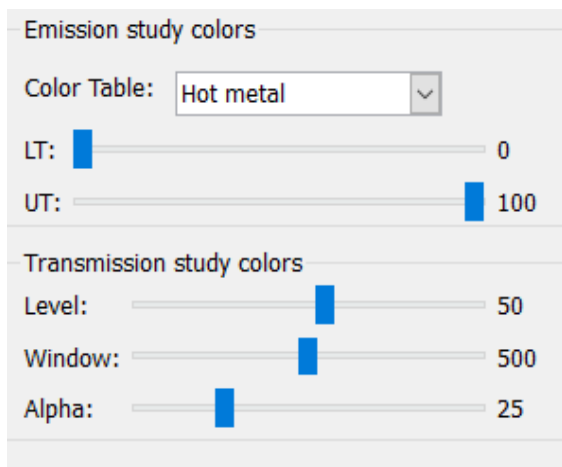 Emission study colors
Color Table: Hot metal
LT: 0
UT: 100
Transmission study colors
Level: 50
Window: 500
Alpha: 25